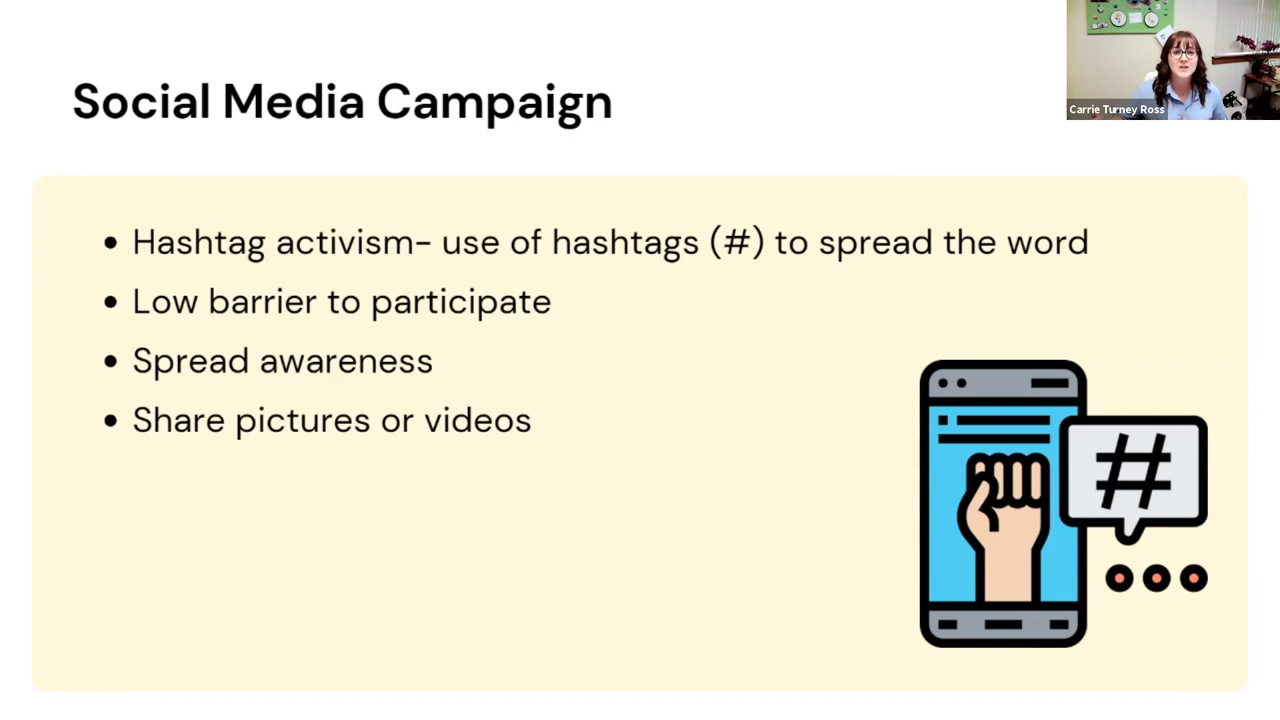 Social Media Campaign
Carrie Turney Ross
• Hashtag activism- use of hashtags (#) to spread the word
• Low barrier to participate
• Spread awareness
• Share pictures or videos
#